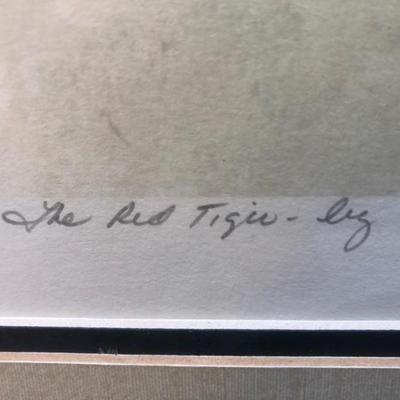 The Red Tiger -